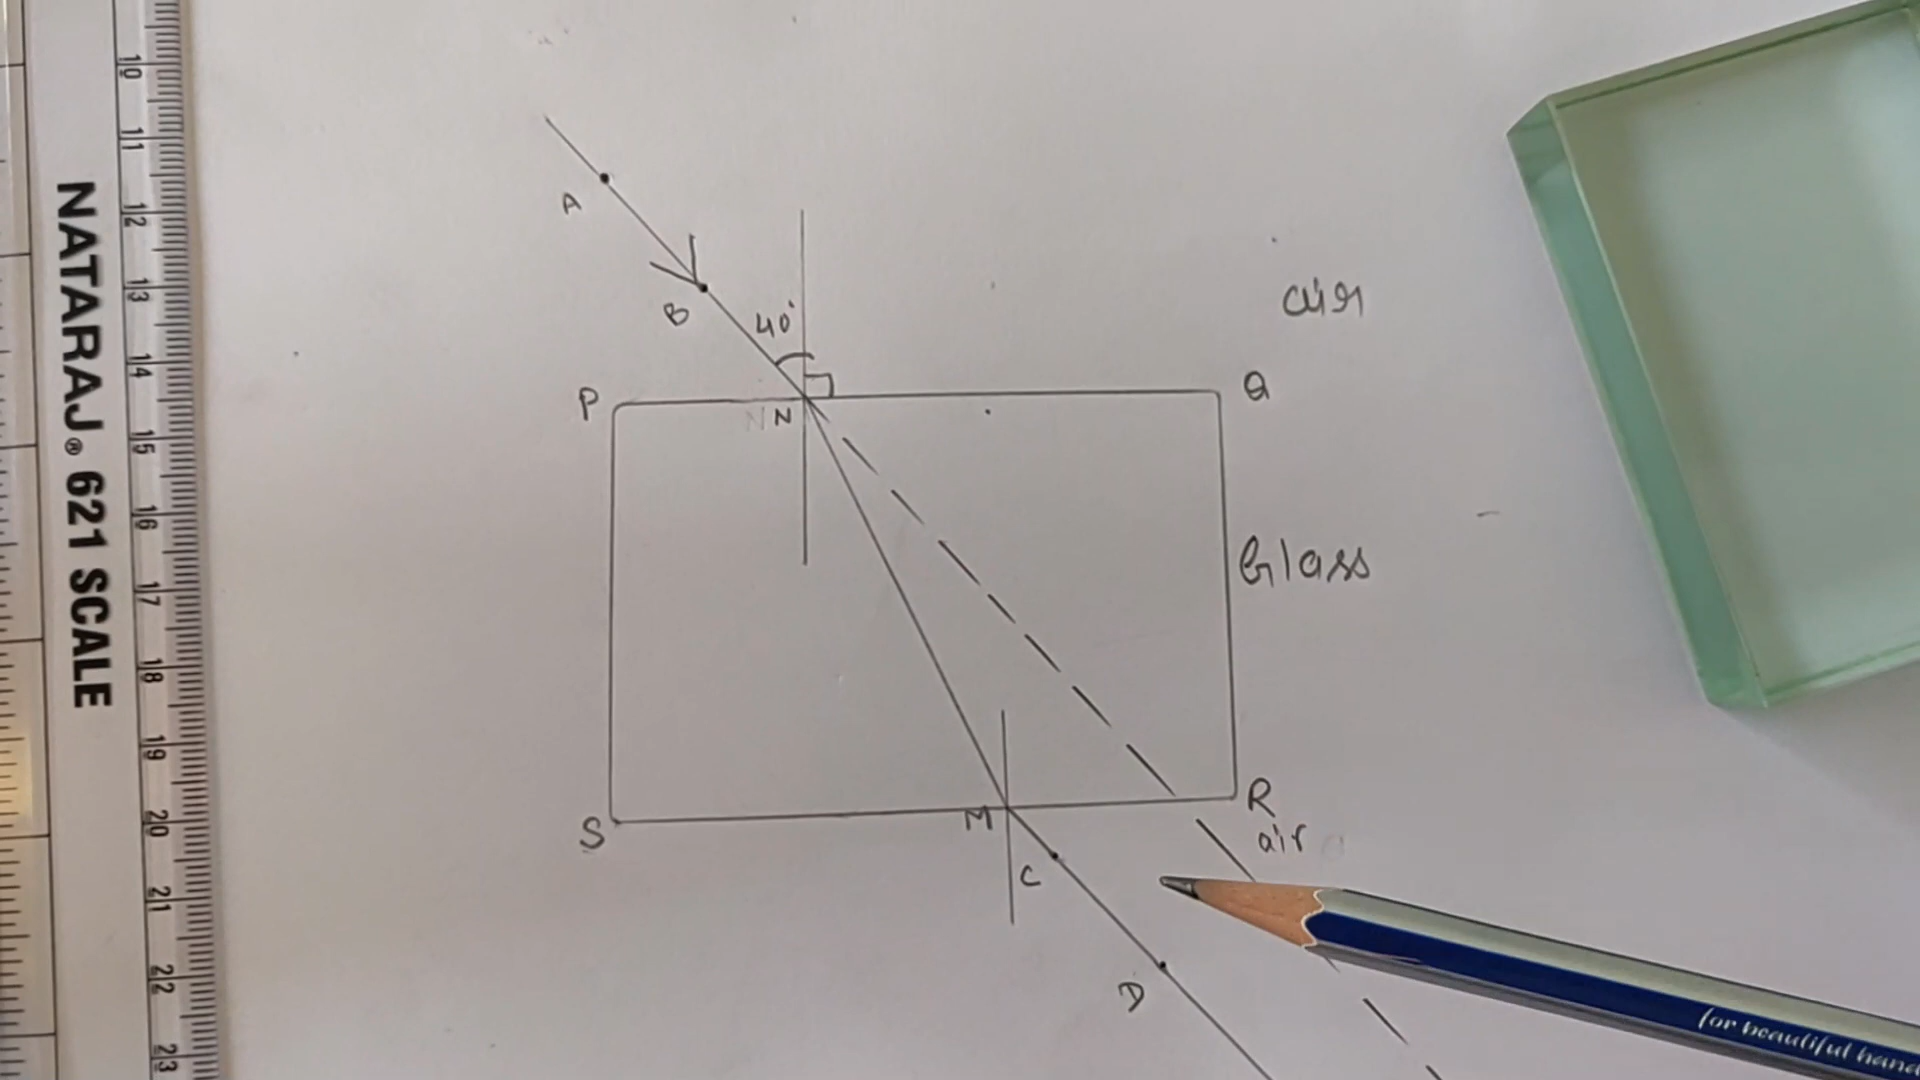 10
11
12
13
14
15
16
17
18
19
20
21
22
23
NATARAJ® 621 SCALE
A
B
40°
air
P
N
Q
Glass
S
M
R
air
C
D
for beautiful hand